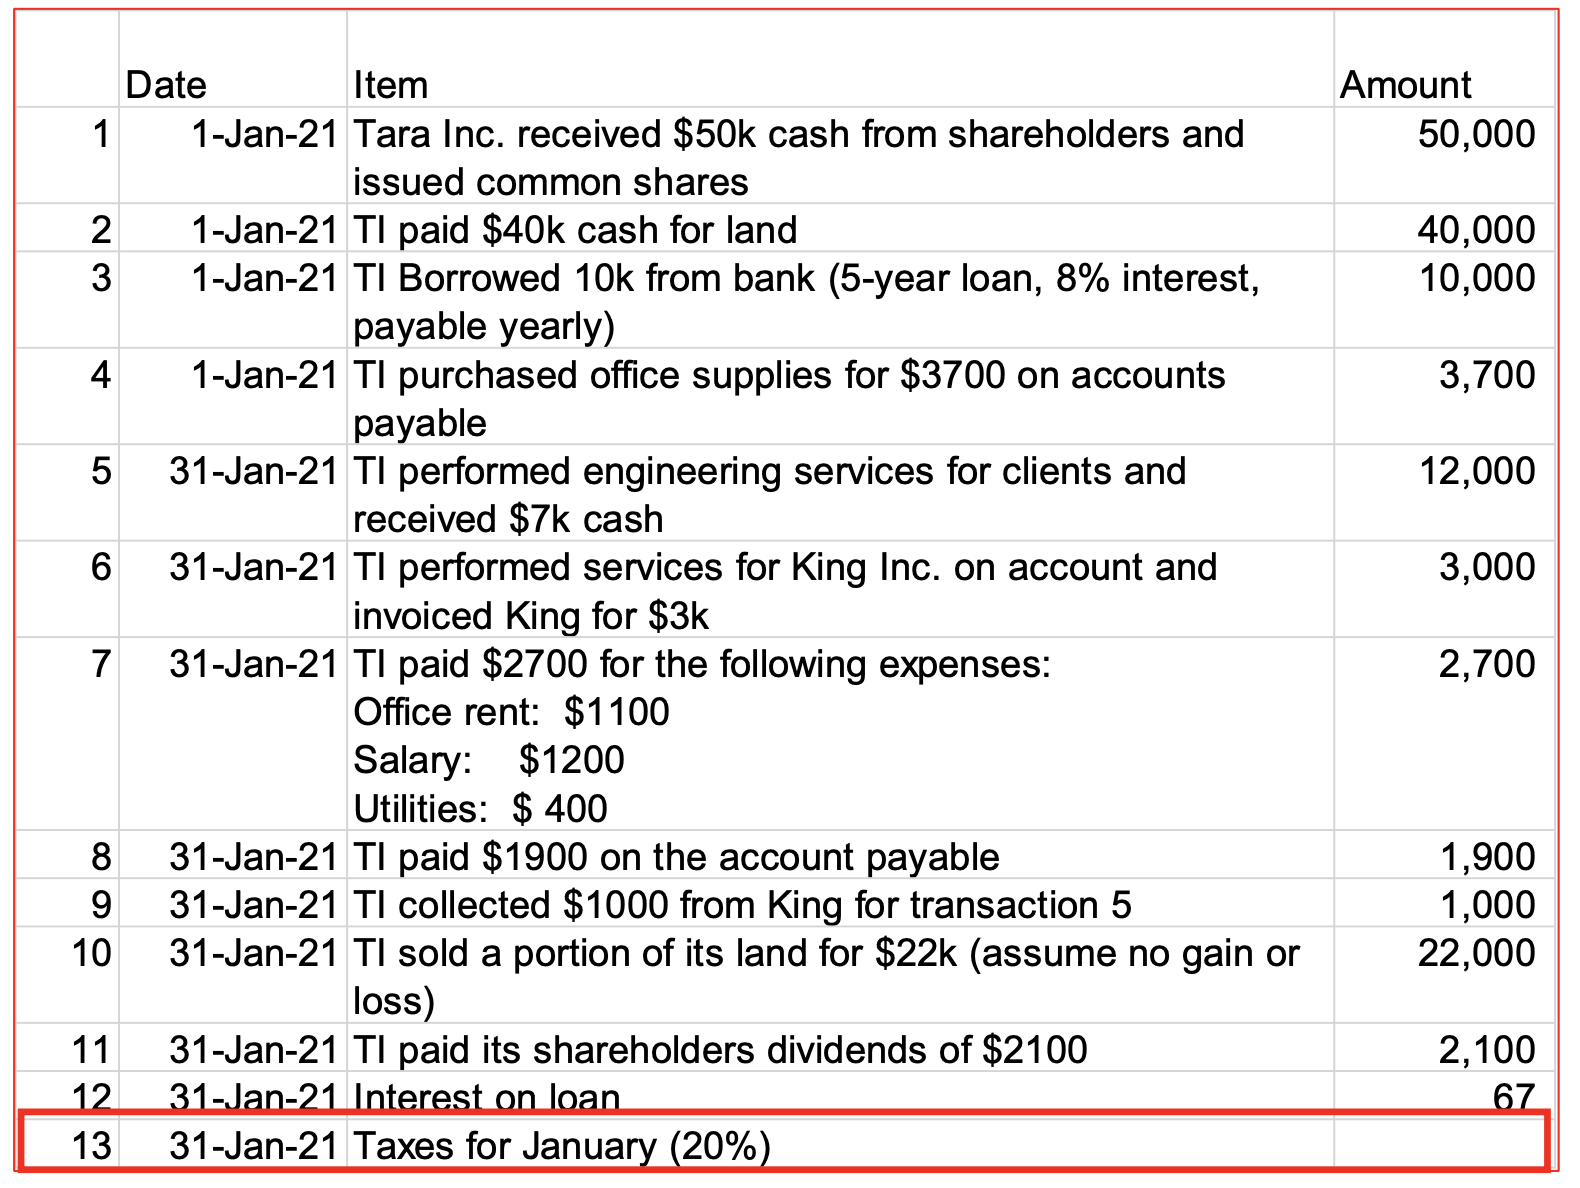 Date Item Amount
1 1-Jan-21 Tara Inc. received $50k cash from shareholders and 50,000
issued common shares
2 1-Jan-21 TI paid $40k cash for land 40,000
3 1-Jan-21 TI Borrowed 10k from bank (5-year loan, 8% interest, 10,000
payable yearly)
4 1-Jan-21 TI purchased office supplies for $3700 on accounts 3,700
payable
5 31-Jan-21 TI performed engineering services for clients and 12,000
received $7k cash
6 31-Jan-21 TI performed services for King Inc. on account and 3,000
invoiced King for $3k
7 31-Jan-21 TI paid $2700 for the following expenses: 2,700
Office rent: $1100
Salary: $1200
Utilities: $ 400
8 31-Jan-21 TI paid $1900 on the account payable 1,900
9 31-Jan-21 TI collected $1000 from King for transaction 5 1,000
10 31-Jan-21 TI sold a portion of its land for $22k (assume no gain or 22,000
loss)
11 31-Jan-21 TI paid its shareholders dividends of $2100 2,100
12 31-Jan-21 Interest on loan 67
13 31-Jan-21 Taxes for January (20%)